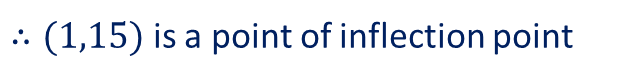 ∴ (1,15) is a point of inflection point